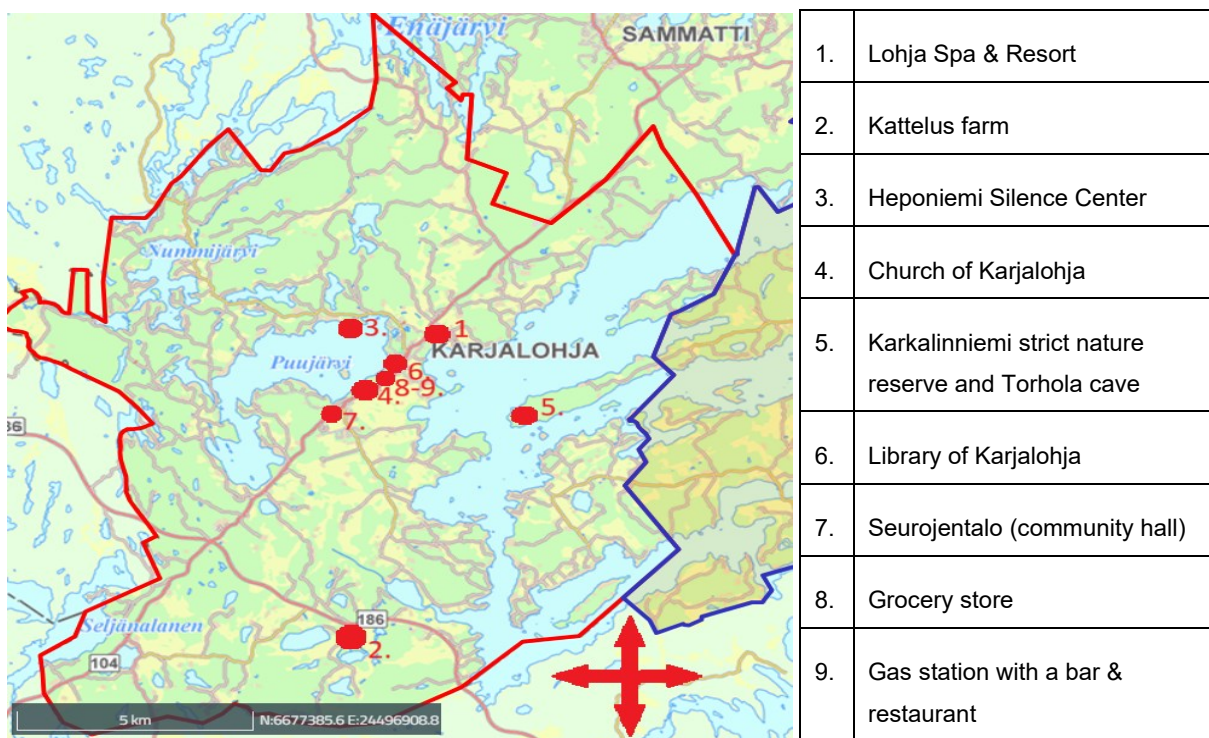 Enäjärvi
SAMMATTI
Nummijärvi
3.
1
KARJALOHJA
Puujärvi
6
8-9.
4.
5.
7.
186
2.
Seljänalanen
104
5 km
N:6677385.6 E:24496908.8
1. Lohja Spa & Resort
2. Kattelus farm
3. Heponiemi Silence Center
4. Church of Karjalohja
5. Karkalinniemi strict nature
reserve and Torhola cave
6. Library of Karjalohja
7. Seurojentalo (community hall)
8. Grocery store
9. Gas station with a bar &
restaurant